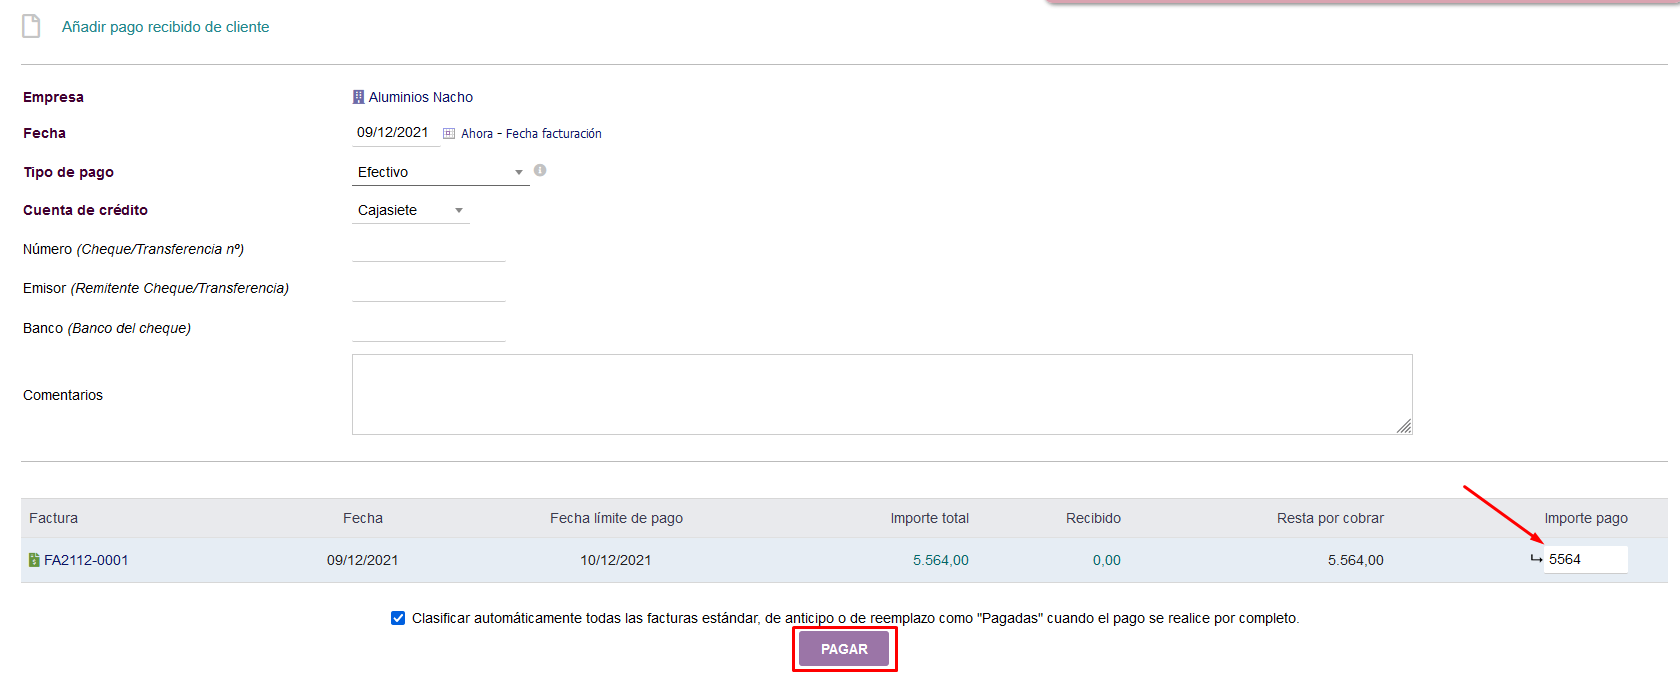 Añadir pago recibido de cliente
Empresa Aluminios Nacho
Fecha 09/12/2021 Ahora - Fecha facturación
Tipo de pago Efectivo
Cuenta de crédito Cajasiete
Número (Cheque/Transferencia nº)
Emisor (Remitente Cheque/Transferencia)
Banco (Banco del cheque)
Comentarios
Factura Fecha Fecha límite de pago Importe total Recibido Resta por cobrar Importe pago
FA2112-0001 09/12/2021 10/12/2021 5.564,00 0,00 5.564,00 5564
Clasificar automáticamente todas las facturas estándar, de anticipo o de reemplazo como "Pagadas" cuando el pago se realice por completo.
PAGAR